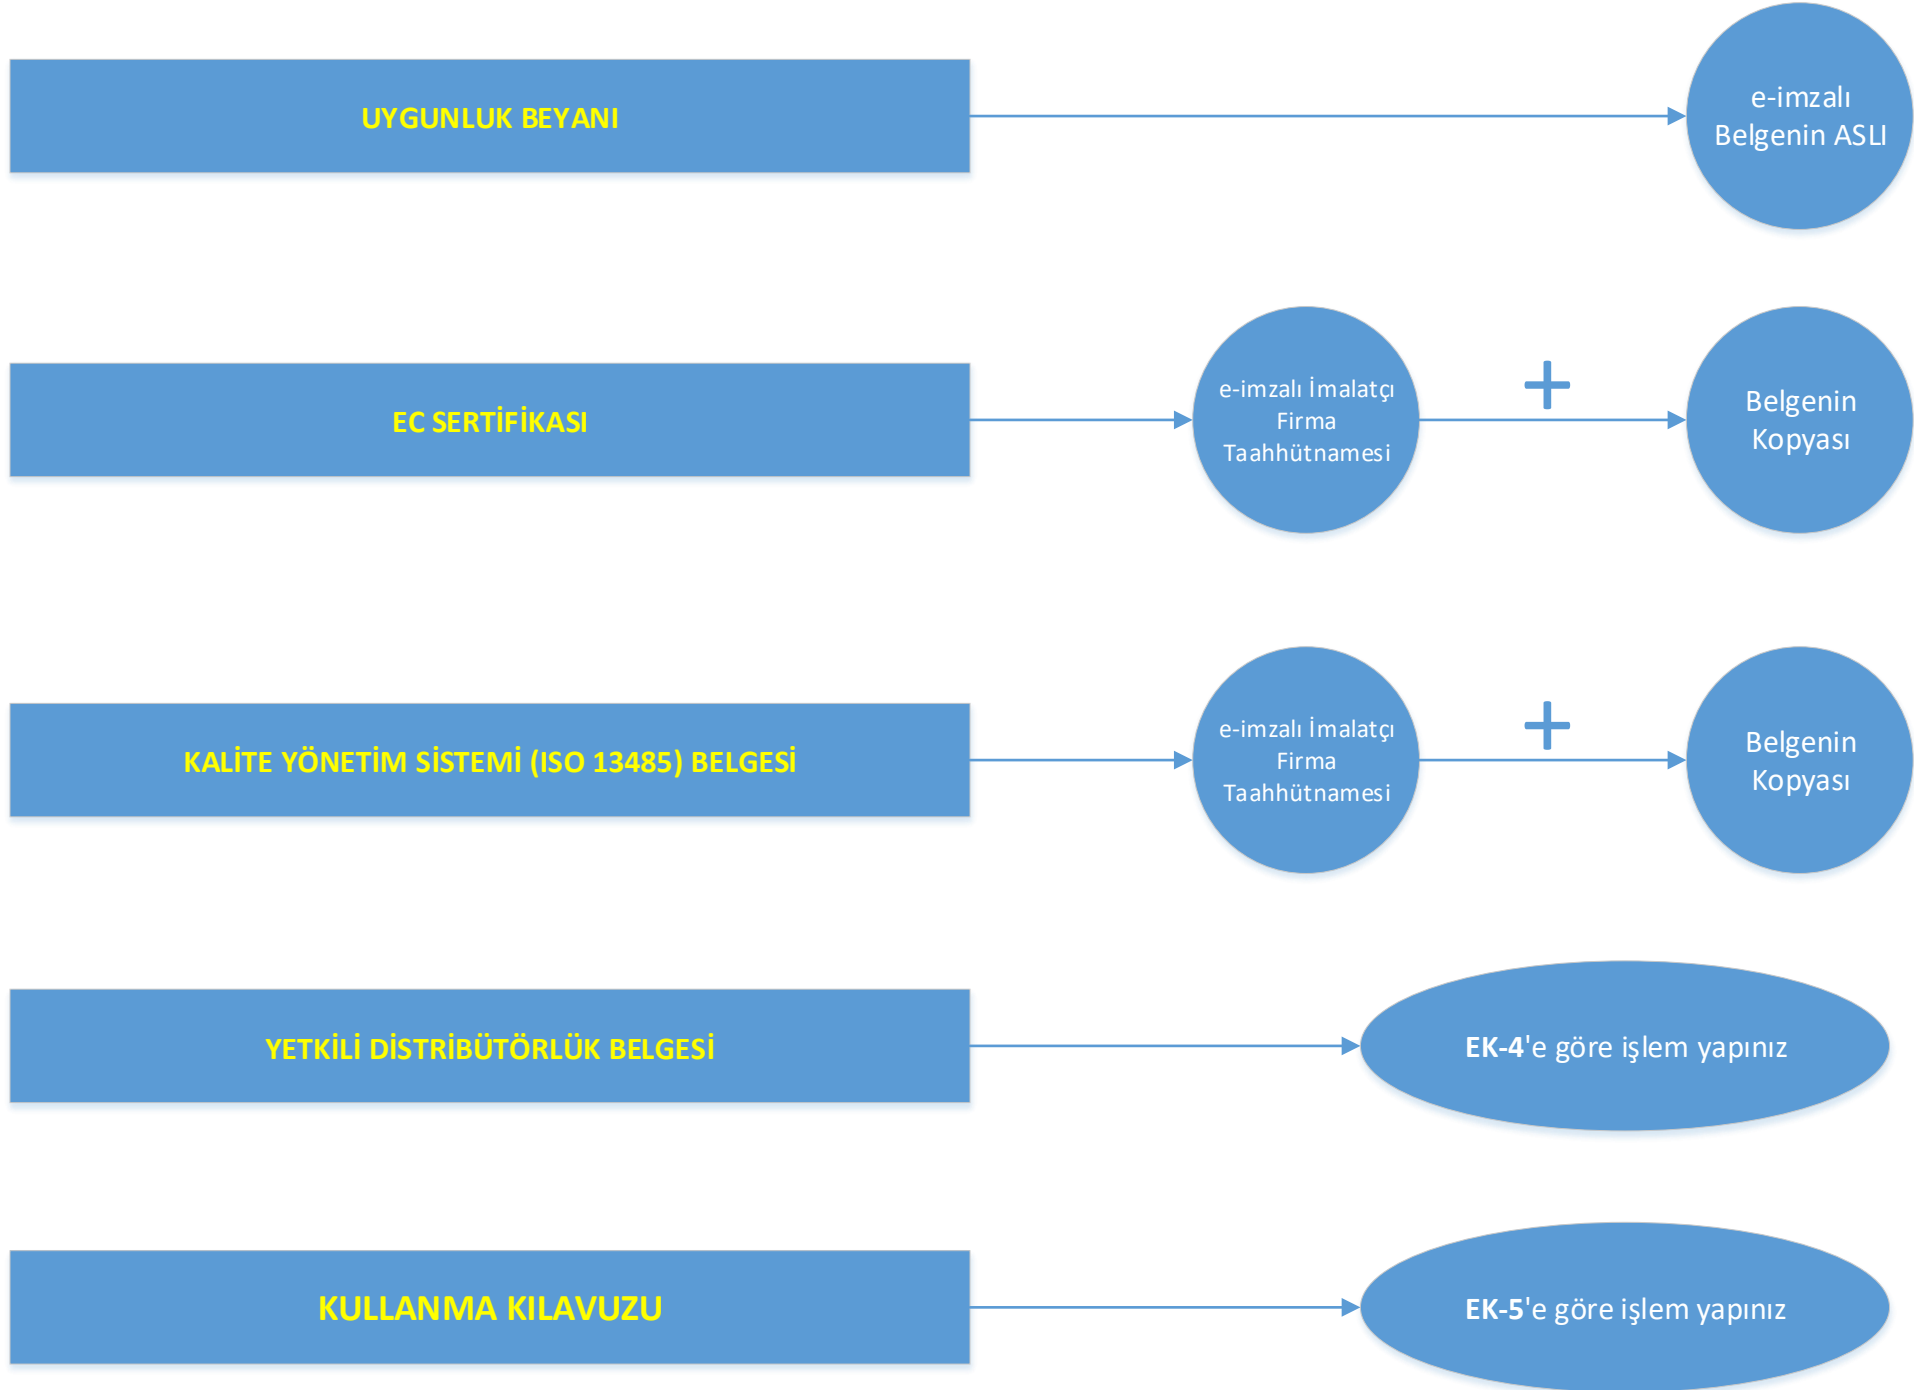 UYGUNLUK BEYANI
e-imzalı
Belgenin ASLI
EC SERTİFİKASI
e-imzalı İmalatçı
Firma
Taahhütnamesi
+
Belgenin
Kopyası
KALİTE YÖNETİM SİSTEMİ (ISO 13485) BELGESİ
e-imzalı İmalatçı
Firma
Taahhütnamesi
+
Belgenin
Kopyası
YETKİLİ DİSTRİBÜTÖRLÜK BELGESİ
EK-4'e göre işlem yapınız
KULLANMA KILAVUZU
EK-5'e göre işlem yapınız